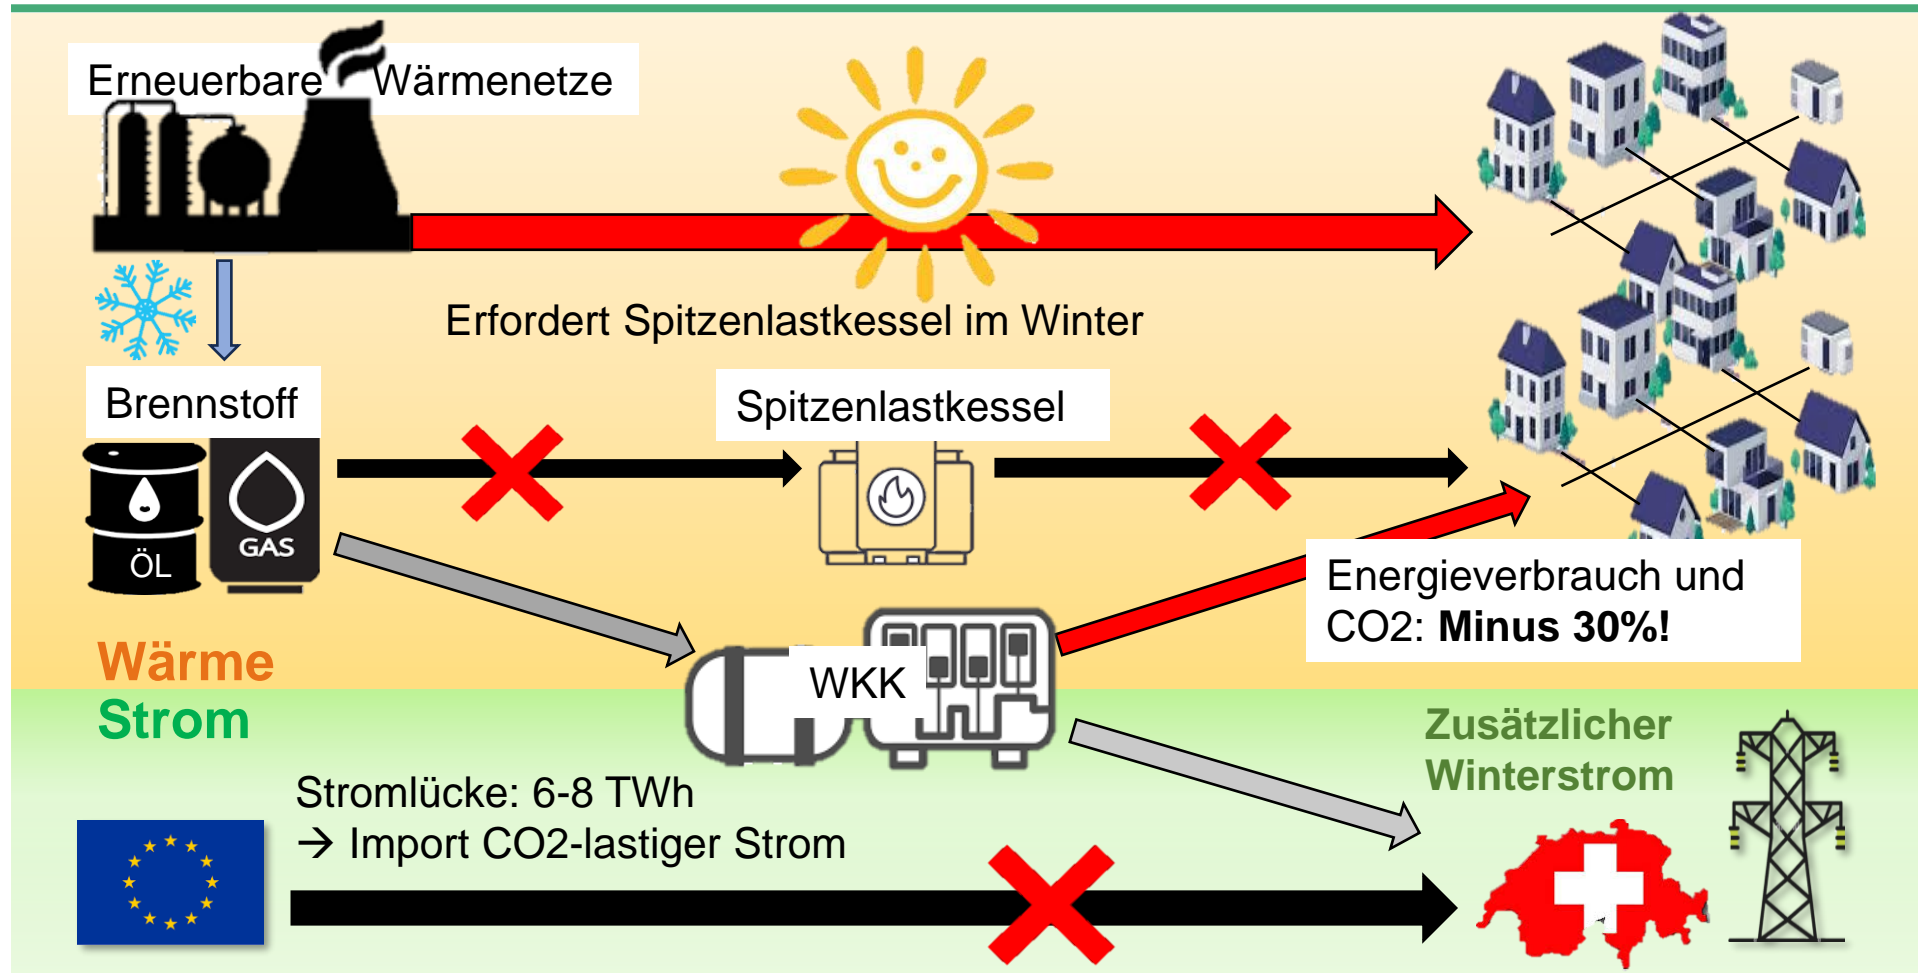 Erneuerbare Wärmenetze
Erfordert Spitzenlastkessel im Winter
Brennstoff
Spitzenlastkessel
ÖL
GAS
Energieverbrauch und
CO2: Minus 30%!
Wärme
Strom
WKK
Zusätzlicher
Winterstrom
Stromlücke: 6-8 TWh
→ Import CO2-lastiger Strom